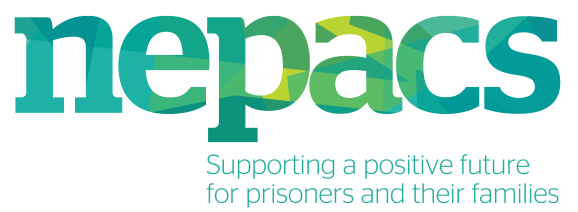 nepacs
Supporting a positive future
for prisoners and their families